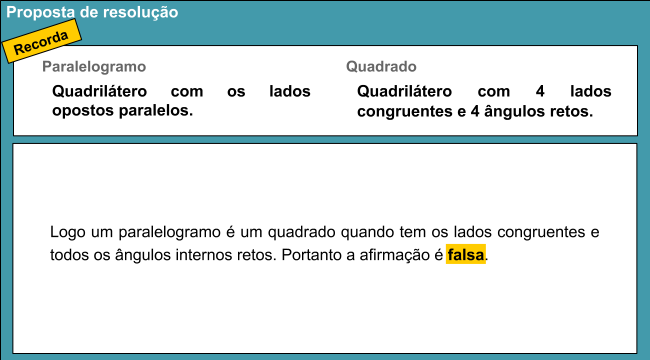 Proposta de resolução
Recorda
Paralelogramo
Quadrilátero com os lados
opostos paralelos.
Quadrado
Quadrilátero com 4 lados
congruentes e 4 ângulos retos.
Logo um paralelogramo é um quadrado quando tem os lados congruentes e
todos os ângulos internos retos. Portanto a afirmação é falsa.